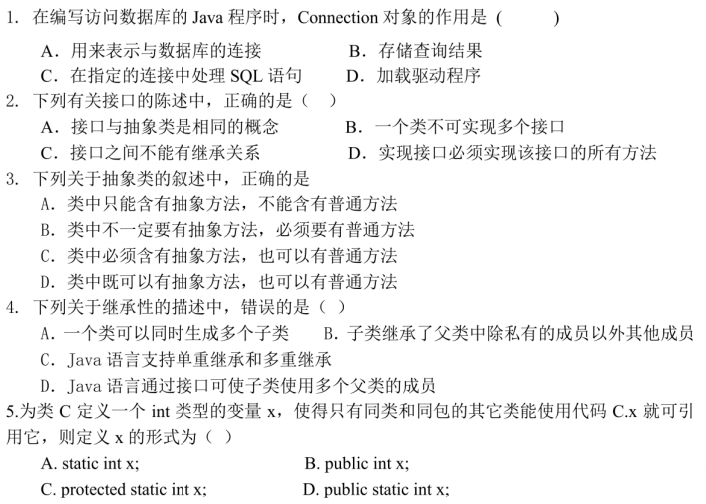 1. 在编写访问数据库的 Java 程序时，Connection 对象的作用是 (        )
A．用来表示与数据库的连接        B．存储查询结果
C．在指定的连接中处理 SQL 语句        D．加载驱动程序
2. 下列有关接口的陈述中，正确的是（    ）
A．接口与抽象类是相同的概念        B．一个类不可实现多个接口
C．接口之间不能有继承关系        D．实现接口必须实现该接口的所有方法
3. 下列关于抽象类的叙述中，正确的是
A. 类中只能含有抽象方法，不能含有普通方法
B. 类中不一定要有抽象方法，必须要有普通方法
C. 类中必须含有抽象方法，也可以有普通方法
D. 类中既可以有抽象方法，也可以有普通方法
4. 下列关于继承性的描述中，错误的是（  ）
A. 一个类可以同时生成多个子类    B. 子类继承了父类中除私有的成员以外其他成员
C. Java 语言支持单重继承和多重继承
D. Java 语言通过接口可使子类使用多个父类的成员
5.为类 C 定义一个 int 类型的变量 x，使得只有同类和同包的其它类能使用代码 C.x 就可引
用它，则定义 x 的形式为（  ）
A. static int x;        B. public int x;
C. protected static int x;        D. public static int x;